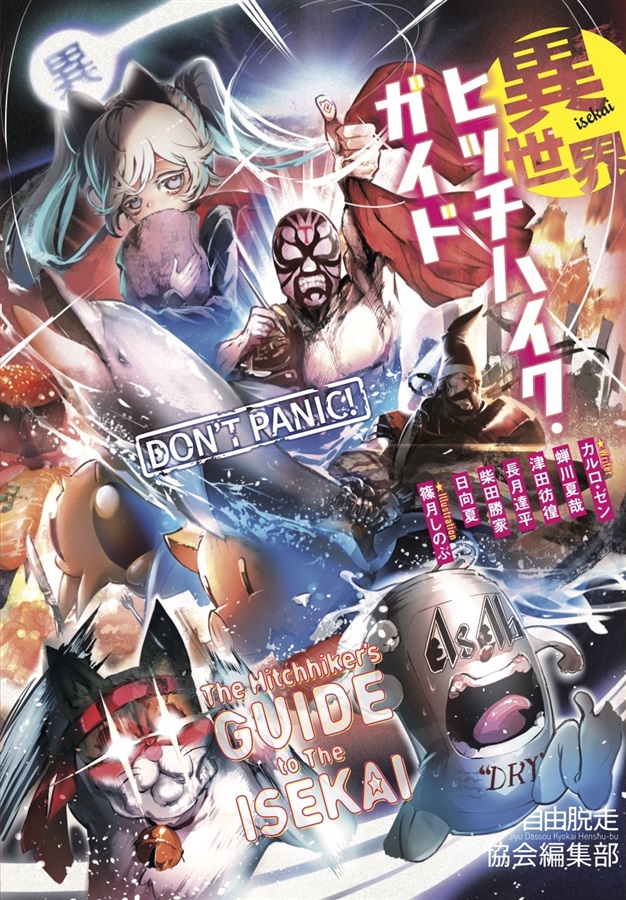 異
異世界
isekai
ヒッチハイク・
ガイド
DON'T PANIC!
★Writer
カルロ・ゼン
蝉川夏哉
津田彷徨
長月達平
柴田勝家
日向夏
★Illustration
篠月しのぶ
The Hitchhiker's
GUIDE
to The
ISEKAI
Asahi
"DRY"
自由脱走
Jiyu Dassou Kyokai Henshu-bu
協会編集部